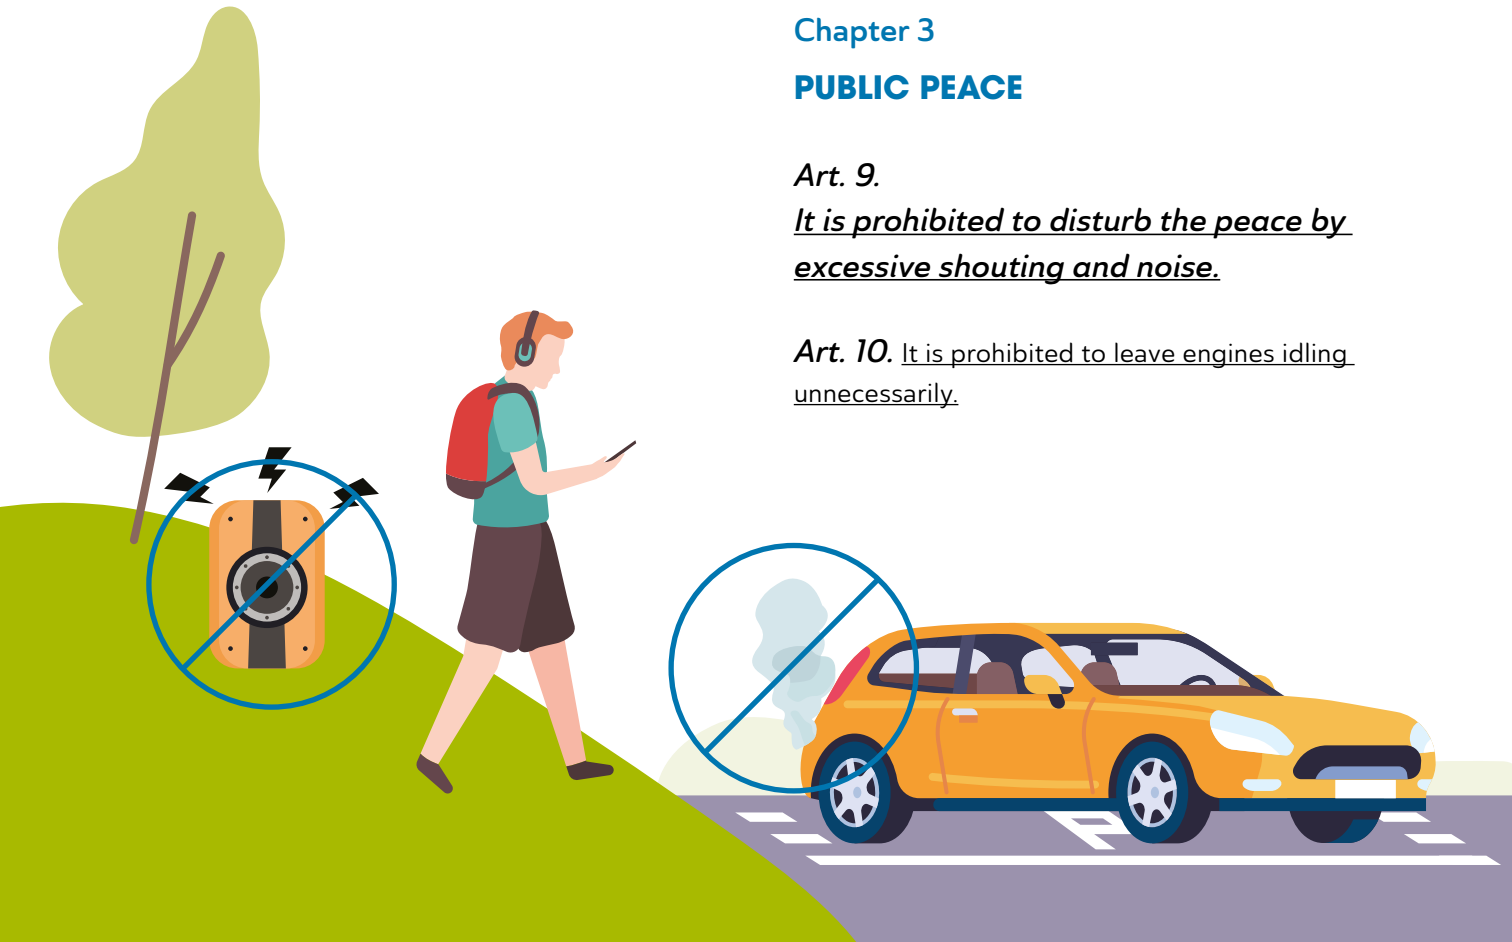 Chapter 3
PUBLIC PEACE
Art. 9.
It is prohibited to disturb the peace by
excessive shouting and noise.
Art. 10. It is prohibited to leave engines idling
unnecessarily.
P